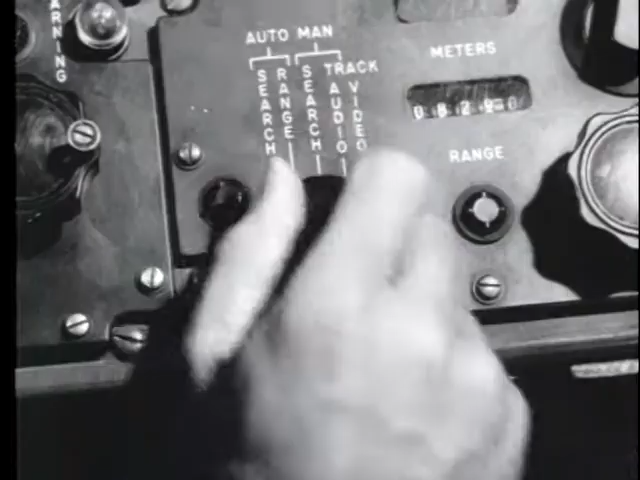 WARNING
AUTO MAN
SEARCH
RANGE
SEARCH
TRACK
AUDIO
VIDEO
METERS
RANGE